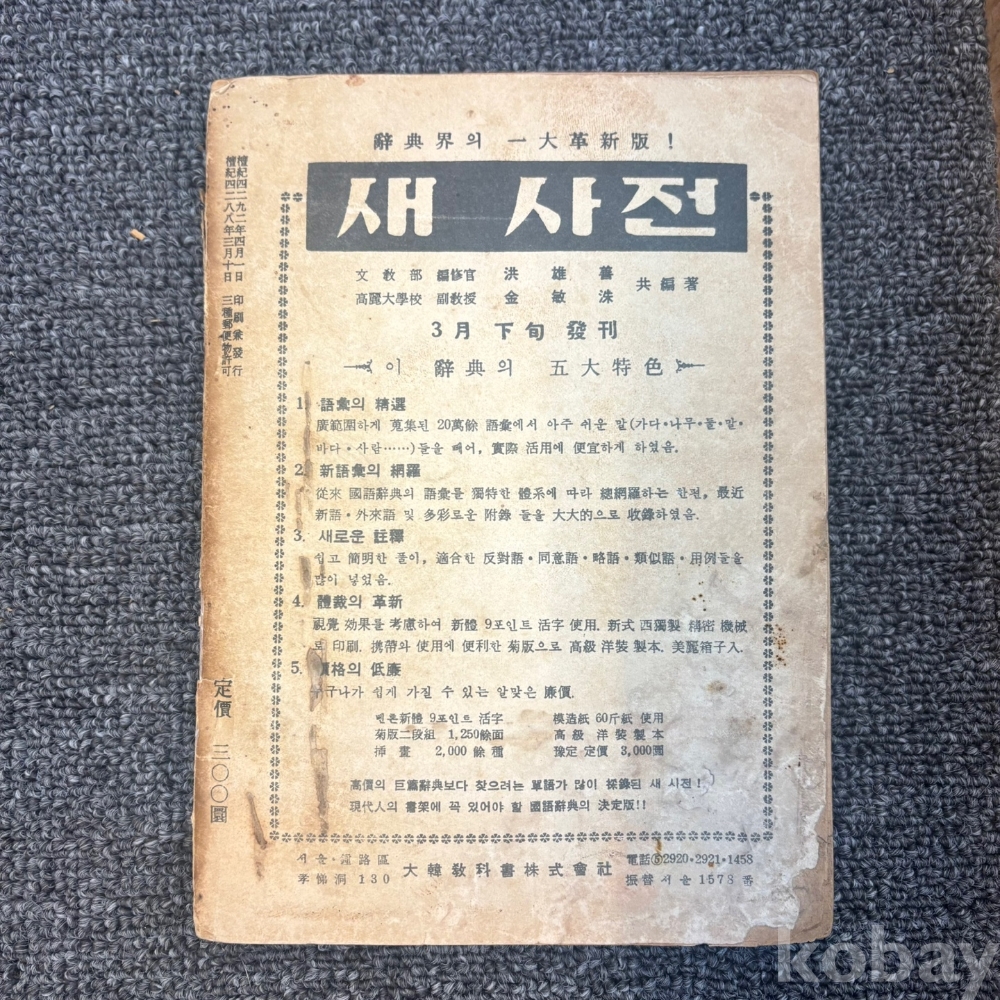 辭典界의 一大革新版!
새 사전
文敎部 編修官 洪雄善
高麗大學校 副敎授 金敏洙
共編著
3月 下旬 發刊
이 辭典의 五大特色
1. 語彙의 精選
廣範圍하게 蒐集된 20萬餘 語彙에서 아주 쉬운 말(가다·나무·돌·말·
바다·사람……)들을 빼어, 實際 活用에 便宜하게 하였음.
2. 新語彙의 網羅
從來 國語辭典의 語彙를 獨特한 體系에 따라 總網羅하는 한편, 最近
新語·外來語 및 多彩로운 附錄 들을 大大的으로 收錄하였음.
3. 새로운 註釋
쉽고 簡明한 풀이, 適合한 反對語·同意語·略語·類似語·用例들을
많이 넣었음.
4. 體裁의 革新
視覺 效果를 考慮하여 新體 9포인트 活字 使用. 新式 西獨製 精密 機械
로 印刷. 携帶와 使用에 便利한 菊版으로 高級 洋裝 製本. 美麗箱子入.
5. 價格의 低廉
누구나가 쉽게 가질 수 있는 알맞은 廉價.
벤톤新體 9포인트 活字
菊版二段組 1,250餘面
揷畫 2,000餘種
模造紙 60斤紙 使用
高級 洋裝製本
豫定 定價 3,000圜
高價의 巨篇辭典보다 찾으려는 單語가 많이 採錄된 새 사전!
現代人의 書架에 꼭 있어야 할 國語辭典의 決定版!!
서울·鍾路區
孝悌洞 130
大韓敎科書株式會社
電話⑤2920·2921·1458
振替서울 1578番
檀紀四二九二年四月一日 印刷兼發行
檀紀四二八八年三月十日 三種郵便物許可
定價 三〇〇圜
kobay